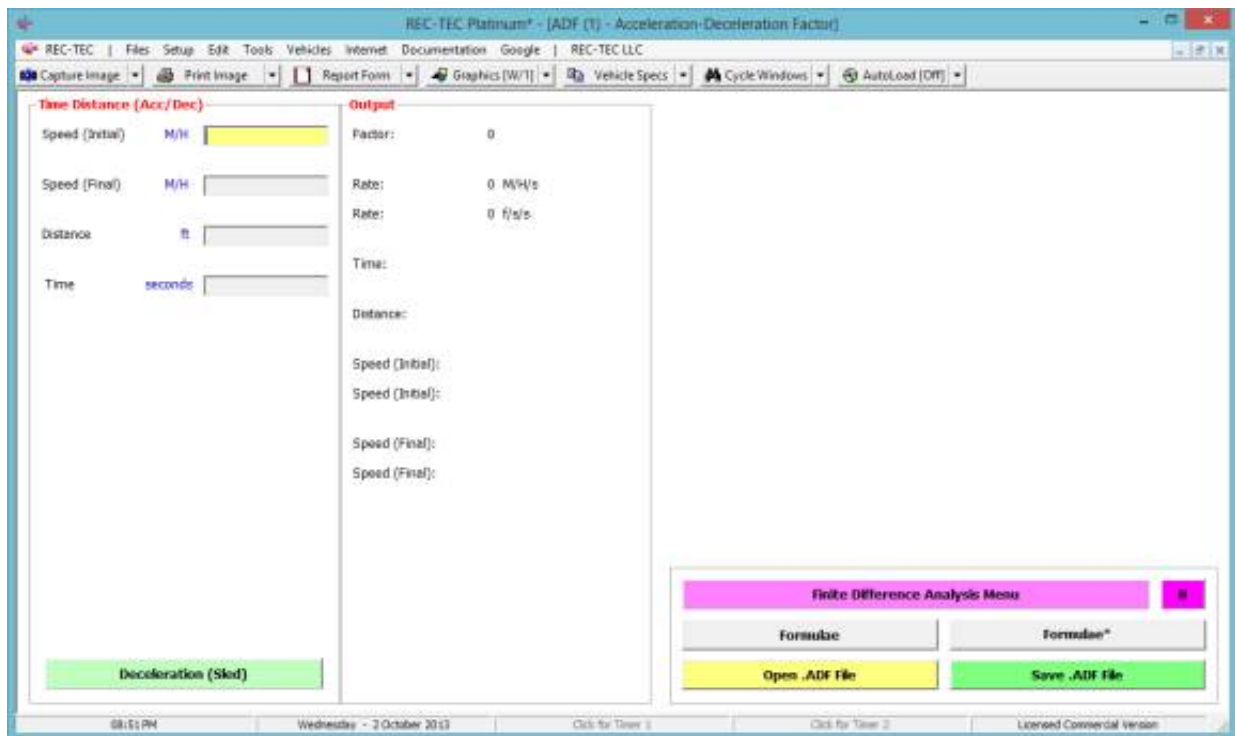 REC-TEC Platinum* - [ADF (1) - Acceleration-Deceleration Factor]
REC-TEC | Files Setup Edit Tools Vehicles Internet Documentation Google | REC-TEC LLC
Capture Image Print Image Report Form Graphics [W/1] Vehicle Specs Cycle Windows AutoLoad [Off]
Time Distance (Acc/Dec)
Speed (Initial) M/H
Speed (Final) M/H
Distance ft
Time seconds
Deceleration (Sled)
Output
Factor: 0
Rate: 0 M/H/s
Rate: 0 f/s/s
Time:
Distance:
Speed (Initial):
Speed (Initial):
Speed (Final):
Speed (Final):
Finite Difference Analysis Menu
Formulae Formulae*
Open .ADF File Save .ADF File
08:51 PM Wednesday - 2 October 2013 Click for Timer 1 Click for Timer 2 Licensed Commercial Version